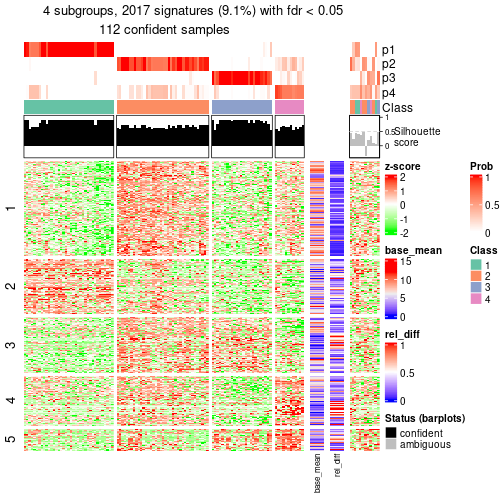 4 subgroups, 2017 signatures (9.1%) with fdr < 0.05
112 confident samples
p1
p2
p3
p4
Class
1
0.5
0
Silhouette
score
1
2
3
4
5
base_mean
rel_diff
z-score
2
1
0
-1
-2
Prob
1
0.5
0
base_mean
15
10
5
0
Class
1
2
3
4
rel_diff
1
0.5
0
Status (barplots)
confident
ambiguous